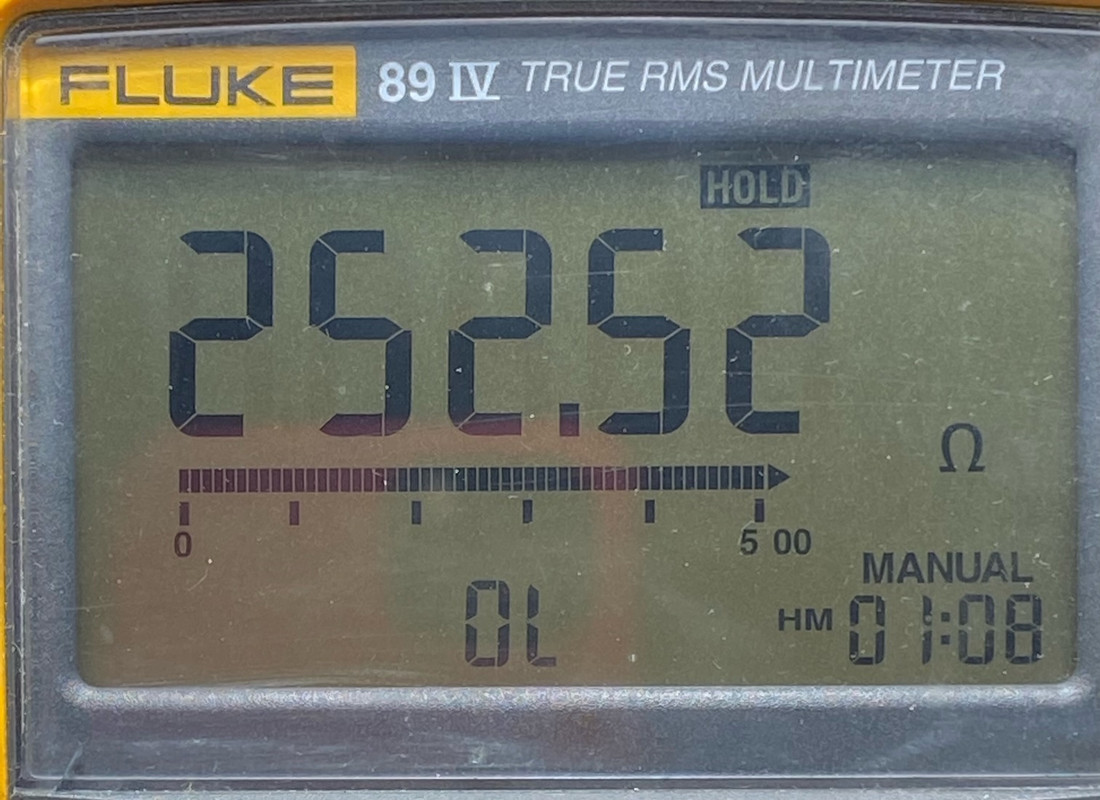 FLUKE 89 IV TRUE RMS MULTIMETER
HOLD
252.52
Ω
0 5 00
MANUAL
OL HM 01:08